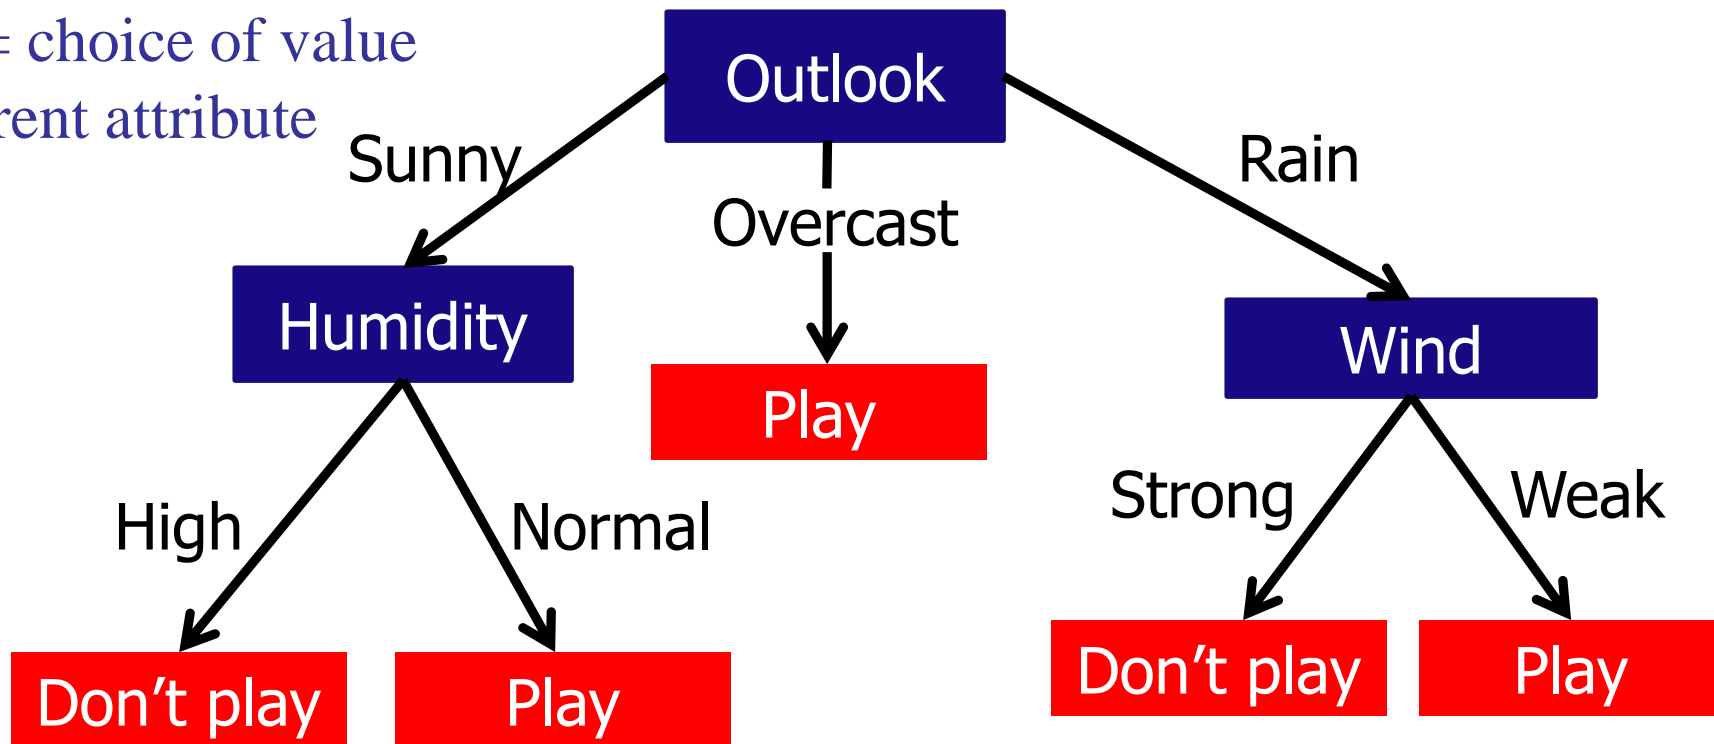 = choice of value
rent attribute
Outlook
Sunny
Overcast
Rain
Humidity
Wind
Play
High
Normal
Strong
Weak
Don’t play
Play
Don’t play
Play